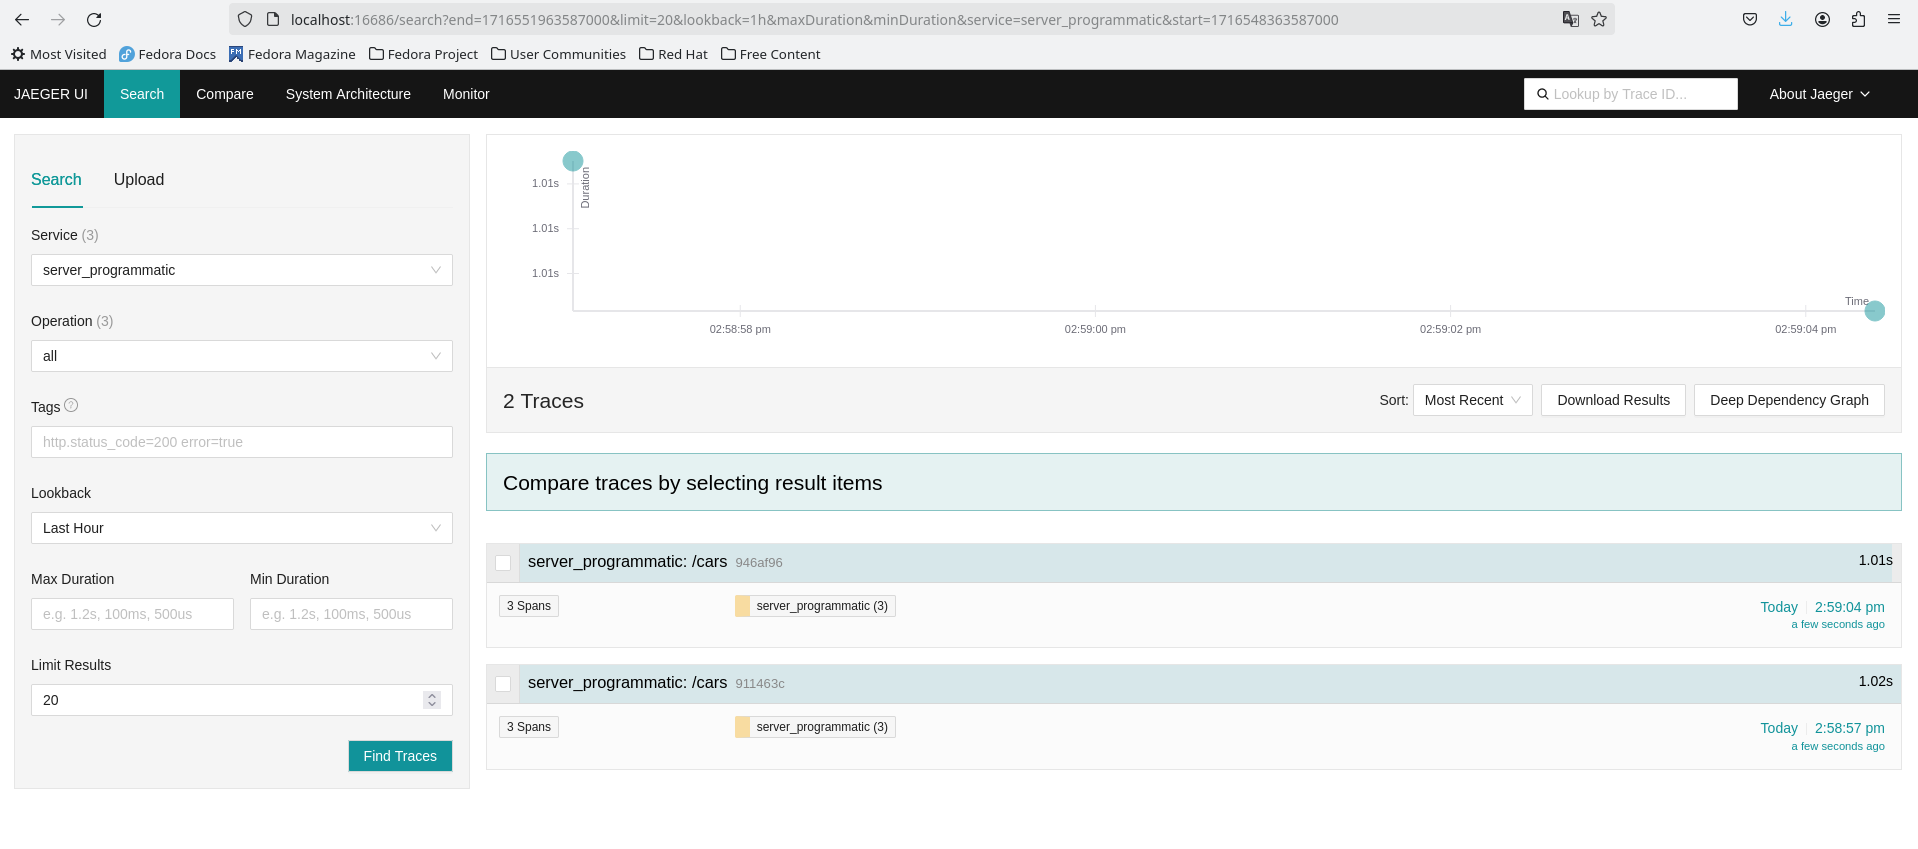 localhost:16686/search?end=1716551963587000&limit=20&lookback=1h&maxDuration&minDuration&service=server_programmatic&start=1716548363587000
Most Visited Fedora Docs Fedora Magazine Fedora Project User Communities Red Hat Free Content
JAEGER UI Search Compare System Architecture Monitor Lookup by Trace ID... About Jaeger
Search Upload
Service (3)
server_programmatic
Operation (3)
all
Tags ?
http.status_code=200 error=true
Lookback
Last Hour
Max Duration Min Duration
e.g. 1.2s, 100ms, 500us e.g. 1.2s, 100ms, 500us
Limit Results
20
Find Traces
Duration
1.01s
1.01s
1.01s
Time
02:58:58 pm 02:59:00 pm 02:59:02 pm 02:59:04 pm
2 Traces Sort: Most Recent Download Results Deep Dependency Graph
Compare traces by selecting result items
server_programmatic: /cars 946af96 1.01s
3 Spans server_programmatic (3) Today 2:59:04 pm
a few seconds ago
server_programmatic: /cars 911463c 1.02s
3 Spans server_programmatic (3) Today 2:58:57 pm
a few seconds ago